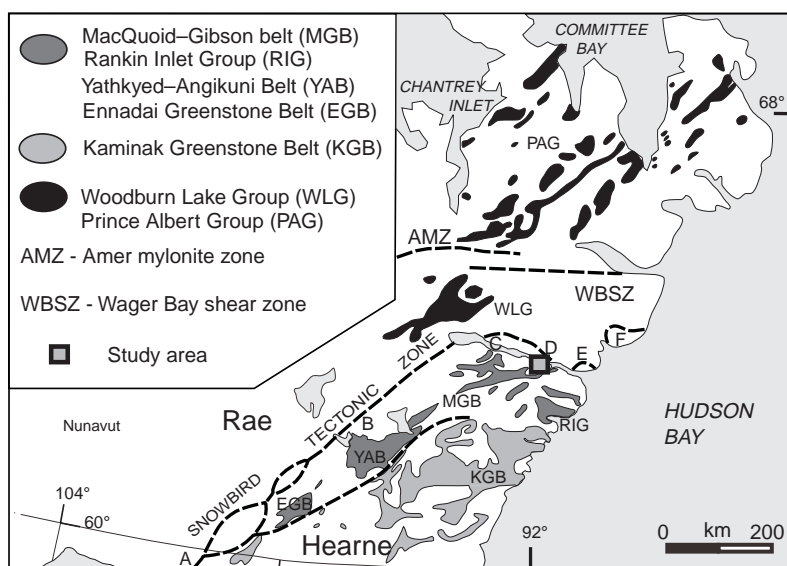 MacQuoid–Gibson belt (MGB)
Rankin Inlet Group (RIG)
Yathkyed–Angikuni Belt (YAB)
Ennadai Greenstone Belt (EGB)
Kaminak Greenstone Belt (KGB)
Woodburn Lake Group (WLG)
Prince Albert Group (PAG)
AMZ - Amer mylonite zone
WBSZ - Wager Bay shear zone
Study area
COMMITTEE
BAY
CHANTREY
INLET
68°
PAG
AMZ
WBSZ
WLG
C
D
E
F
SNOWBIRD TECTONIC ZONE
MGB
RIG
Rae
B
Nunavut
YAB
KGB
HUDSON
BAY
EGB
104°
60°
A
Hearne
92°
0 km 200